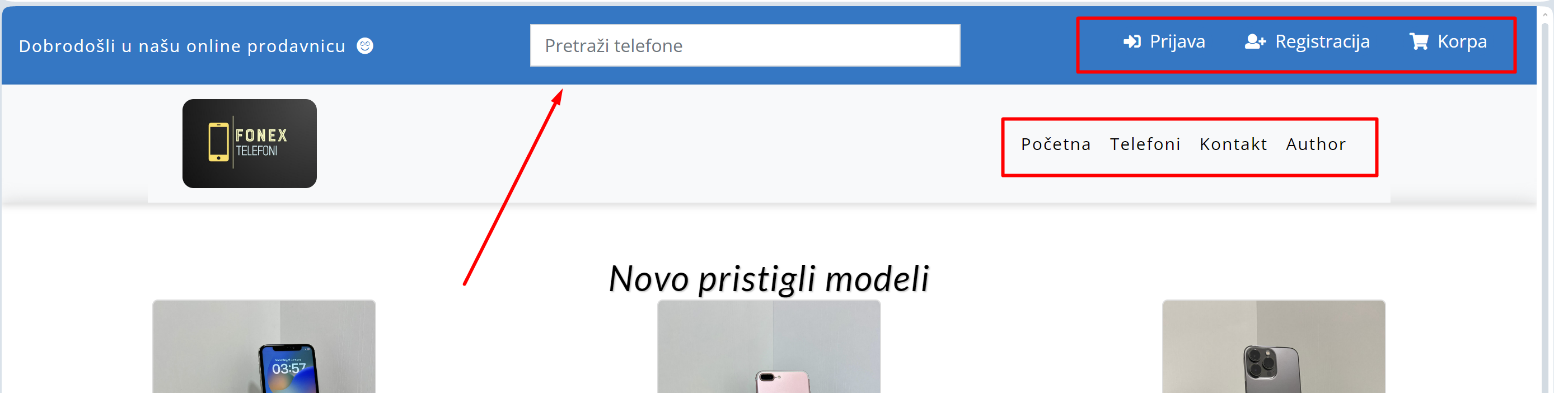 Dobrodošli u našu online prodavnicu
Pretraži telefone
Prijava Registracija Korpa
FONEX
TELEFONI
Početna Telefoni Kontakt Author
Novo pristigli modeli
03:57